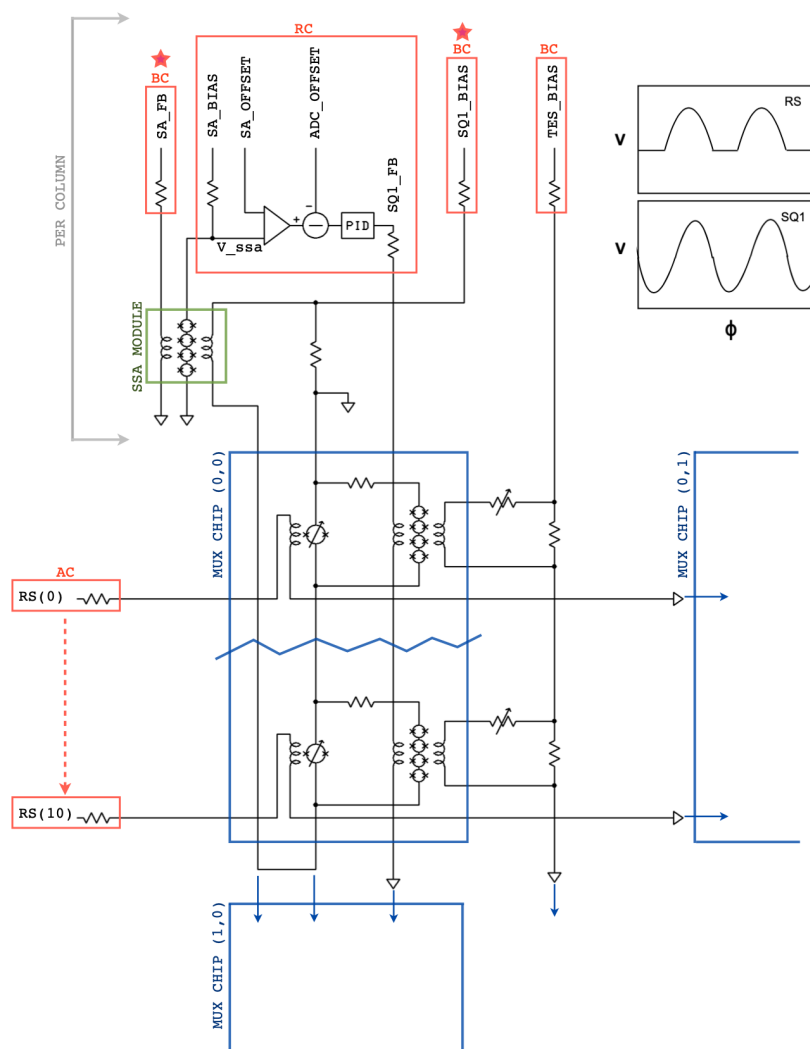 RC
BC
BC
BC
SA_FB
SA_BIAS
SA_OFFSET
ADC_OFFSET
SQ1_FB
SQ1_BIAS
TES_BIAS
RS
V
SQ1
V
ϕ
PER COLUMN
+
-
PID
V_ssa
SSA MODULE
MUX CHIP (0,0)
MUX CHIP (0,1)
AC
RS(0)
RS(10)
MUX CHIP (1,0)